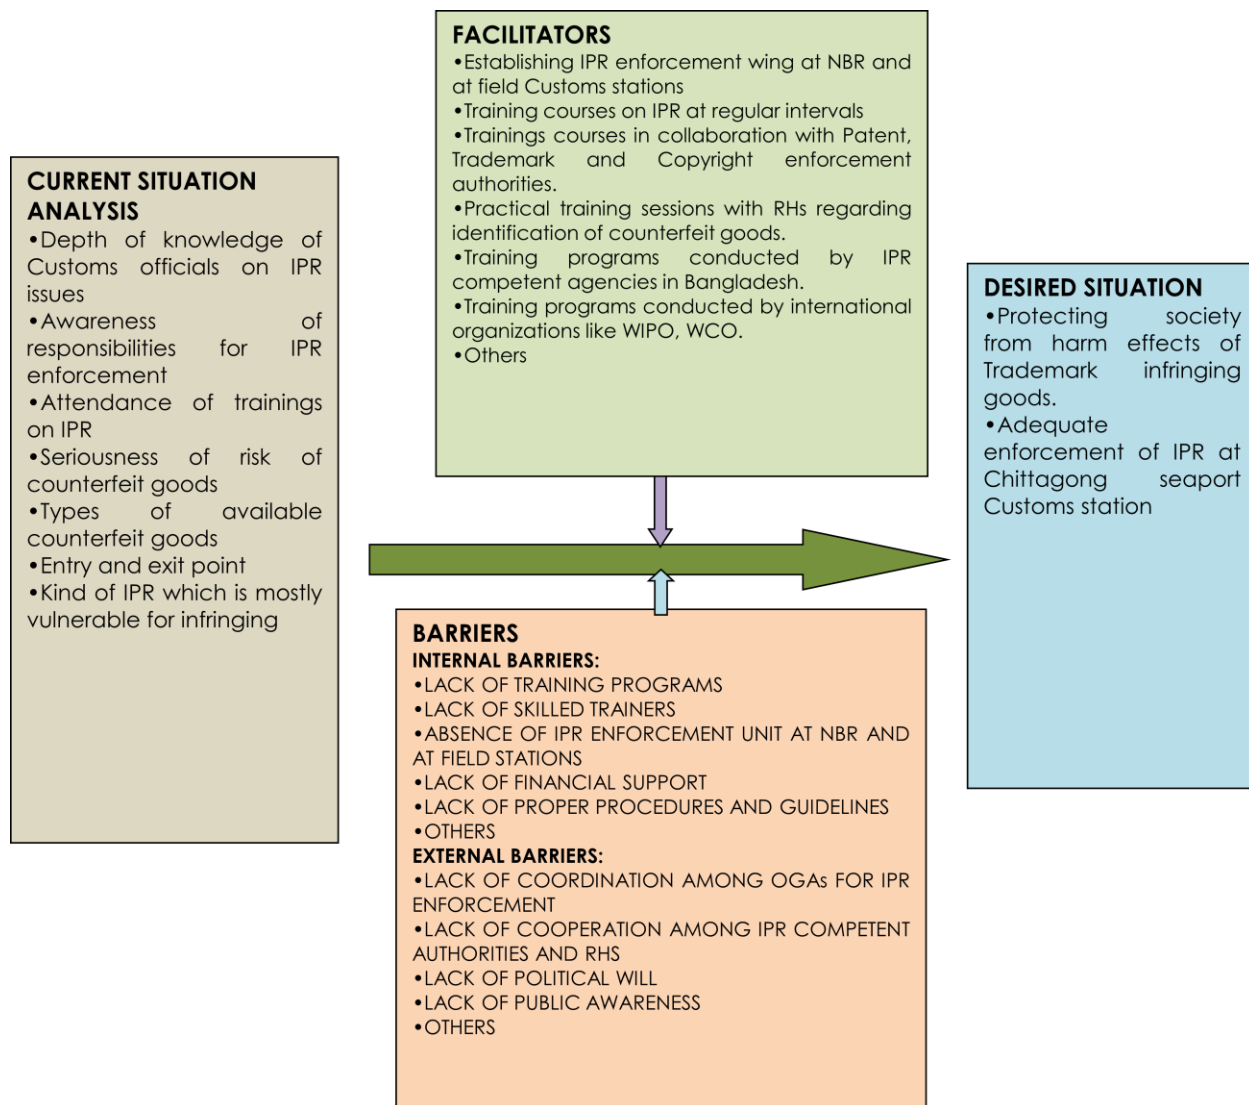 FACILITATORS
•Establishing IPR enforcement wing at NBR and
at field Customs stations
•Training courses on IPR at regular intervals
•Trainings courses in collaboration with Patent,
Trademark and Copyright enforcement
authorities.
•Practical training sessions with RHs regarding
identification of counterfeit goods.
•Training programs conducted by IPR
competent agencies in Bangladesh.
•Training programs conducted by international
organizations like WIPO, WCO.
•Others
CURRENT SITUATION
ANALYSIS
•Depth of knowledge of
Customs officials on IPR
issues
•Awareness of
responsibilities for IPR
enforcement
•Attendance of trainings
on IPR
•Seriousness of risk of
counterfeit goods
•Types of available
counterfeit goods
•Entry and exit point
•Kind of IPR which is mostly
vulnerable for infringing
DESIRED SITUATION
•Protecting society
from harm effects of
Trademark infringing
goods.
•Adequate
enforcement of IPR at
Chittagong seaport
Customs station
BARRIERS
INTERNAL BARRIERS:
•LACK OF TRAINING PROGRAMS
•LACK OF SKILLED TRAINERS
•ABSENCE OF IPR ENFORCEMENT UNIT AT NBR AND
AT FIELD STATIONS
•LACK OF FINANCIAL SUPPORT
•LACK OF PROPER PROCEDURES AND GUIDELINES
•OTHERS
EXTERNAL BARRIERS:
•LACK OF COORDINATION AMONG OGAs FOR IPR
ENFORCEMENT
•LACK OF COOPERATION AMONG IPR COMPETENT
AUTHORITIES AND RHS
•LACK OF POLITICAL WILL
•LACK OF PUBLIC AWARENESS
•OTHERS